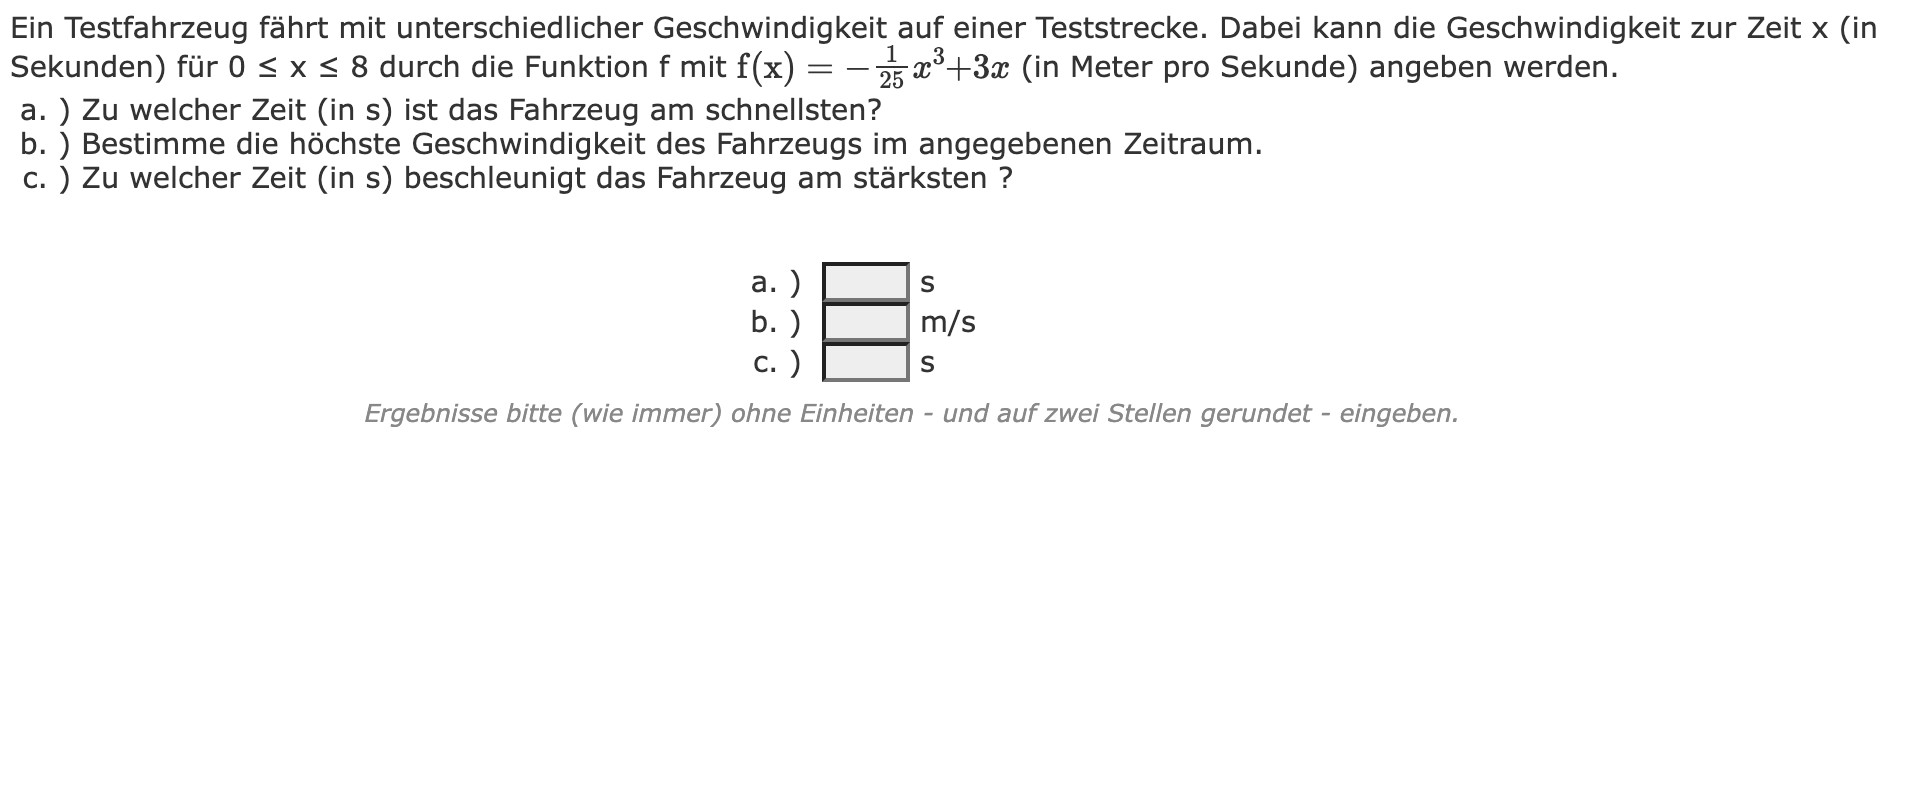 Ein Testfahrzeug fährt mit unterschiedlicher Geschwindigkeit auf einer Teststrecke. Dabei kann die Geschwindigkeit zur Zeit x (in
Sekunden) für 0 ≤ x ≤ 8 durch die Funktion f mit f(x) = −\frac{1}{25}x³+3x (in Meter pro Sekunde) angeben werden.
a. ) Zu welcher Zeit (in s) ist das Fahrzeug am schnellsten?
b. ) Bestimme die höchste Geschwindigkeit des Fahrzeugs im angegebenen Zeitraum.
c. ) Zu welcher Zeit (in s) beschleunigt das Fahrzeug am stärksten ?
a. ) s
b. ) m/s
c. ) s
Ergebnisse bitte (wie immer) ohne Einheiten - und auf zwei Stellen gerundet - eingeben.